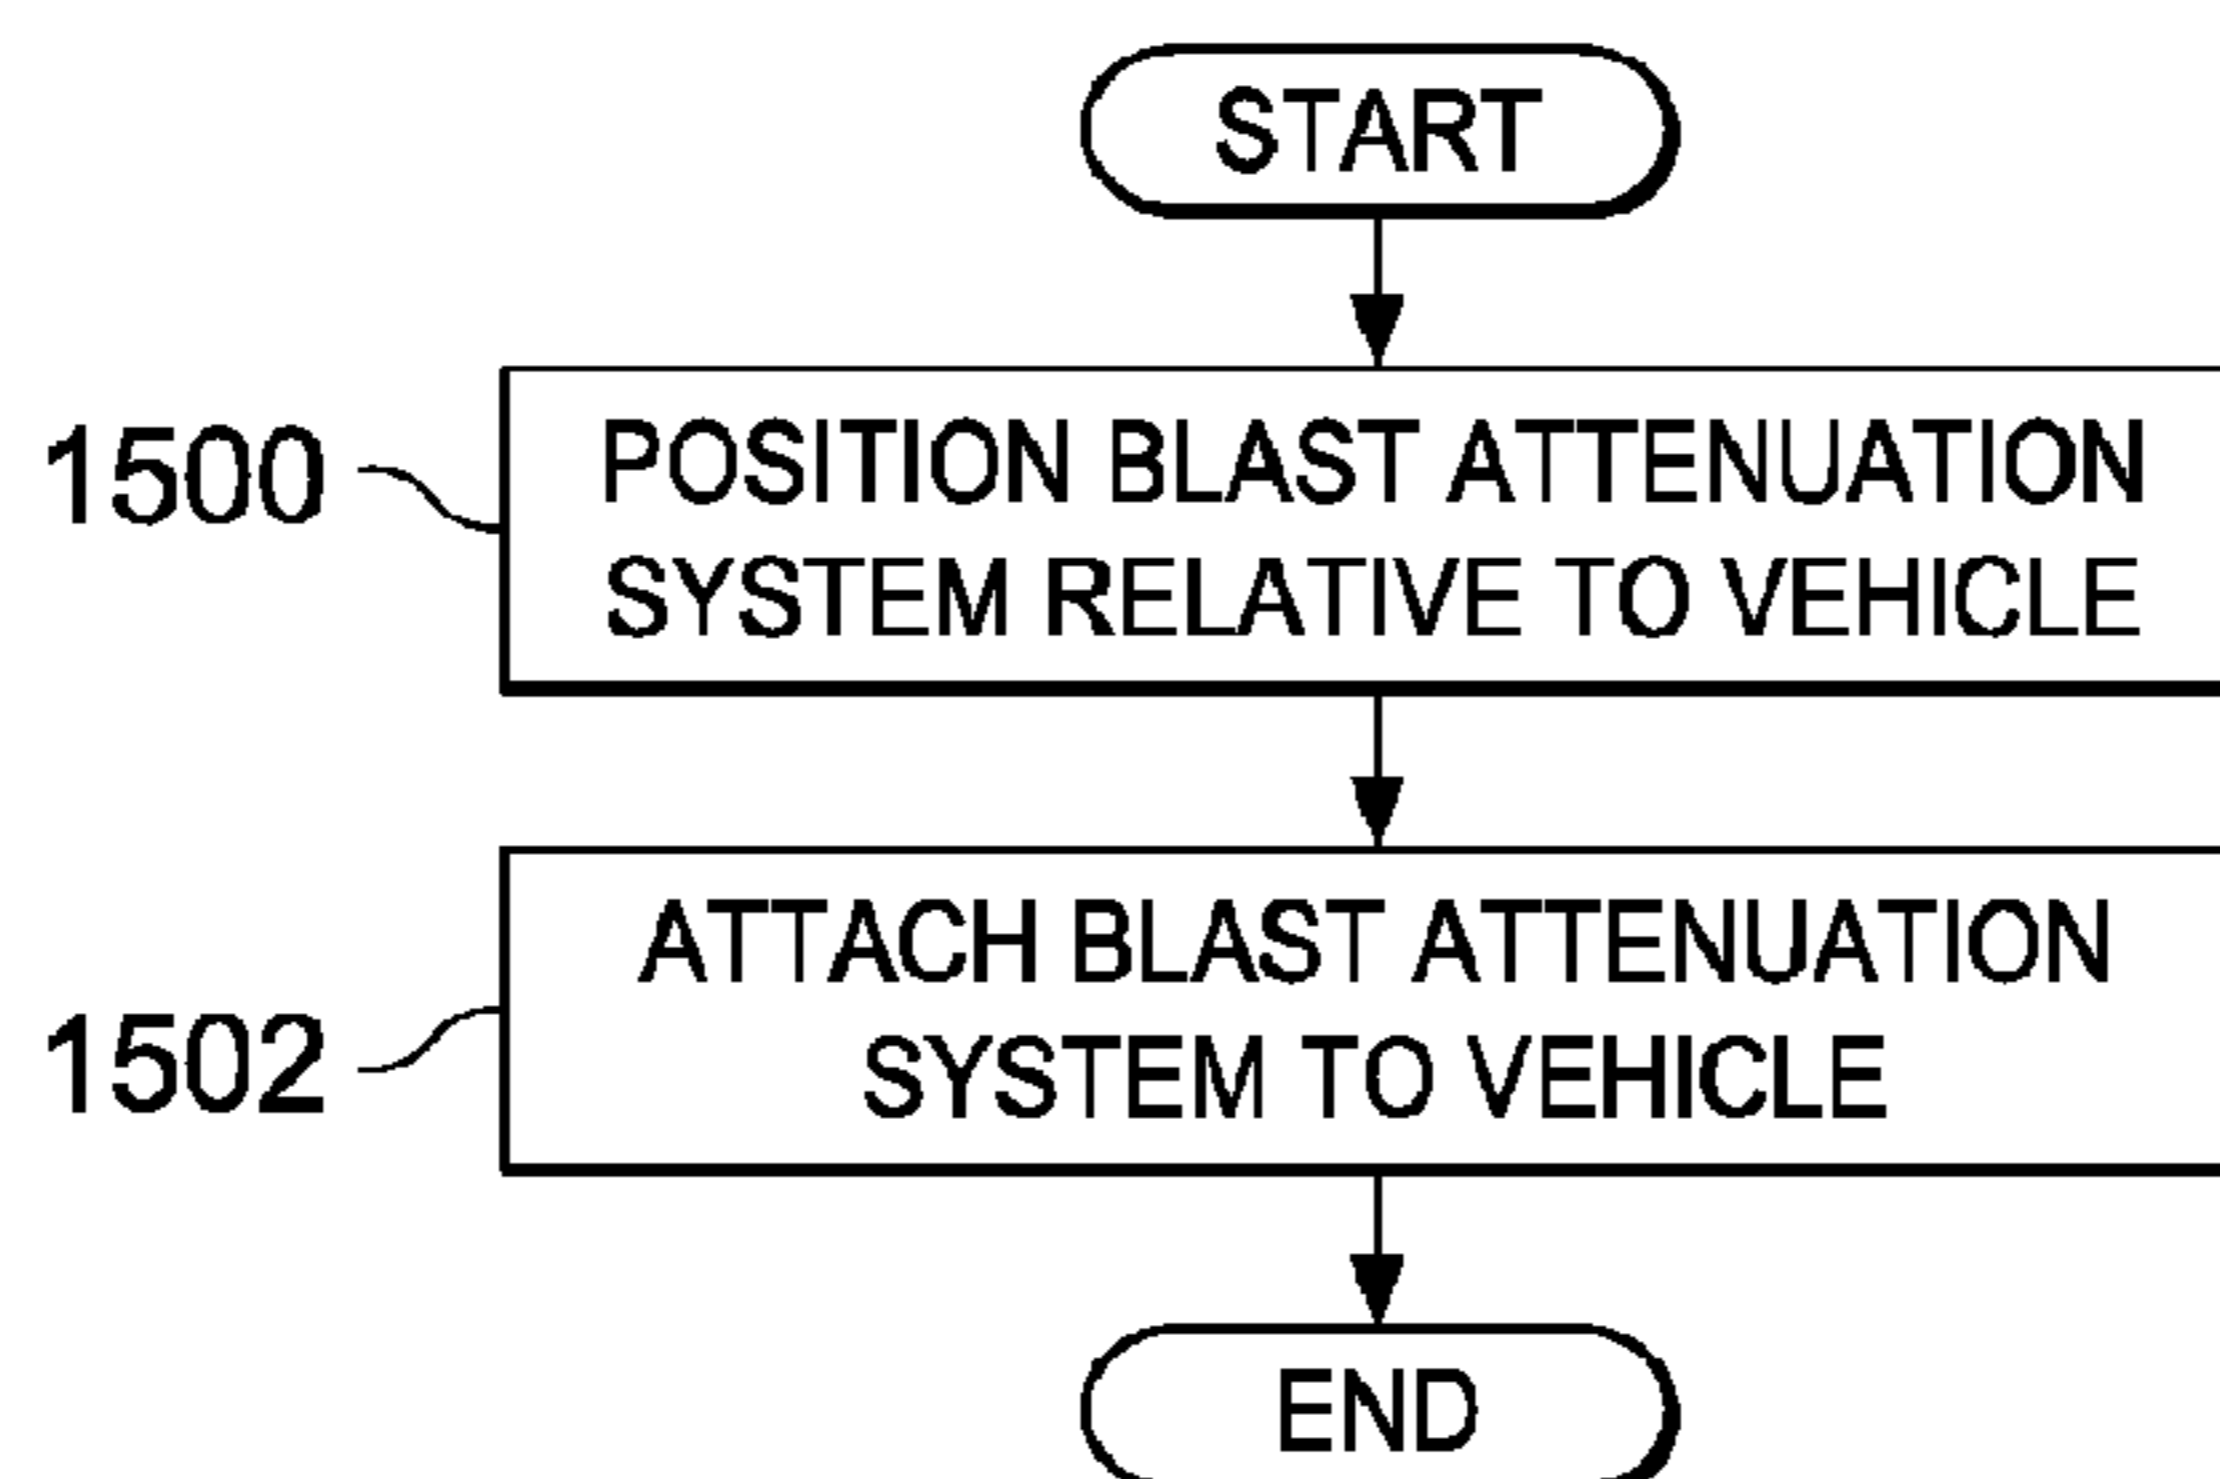 START
1500
POSITION BLAST ATTENUATION
SYSTEM RELATIVE TO VEHICLE
1502
ATTACH BLAST ATTENUATION
SYSTEM TO VEHICLE
END